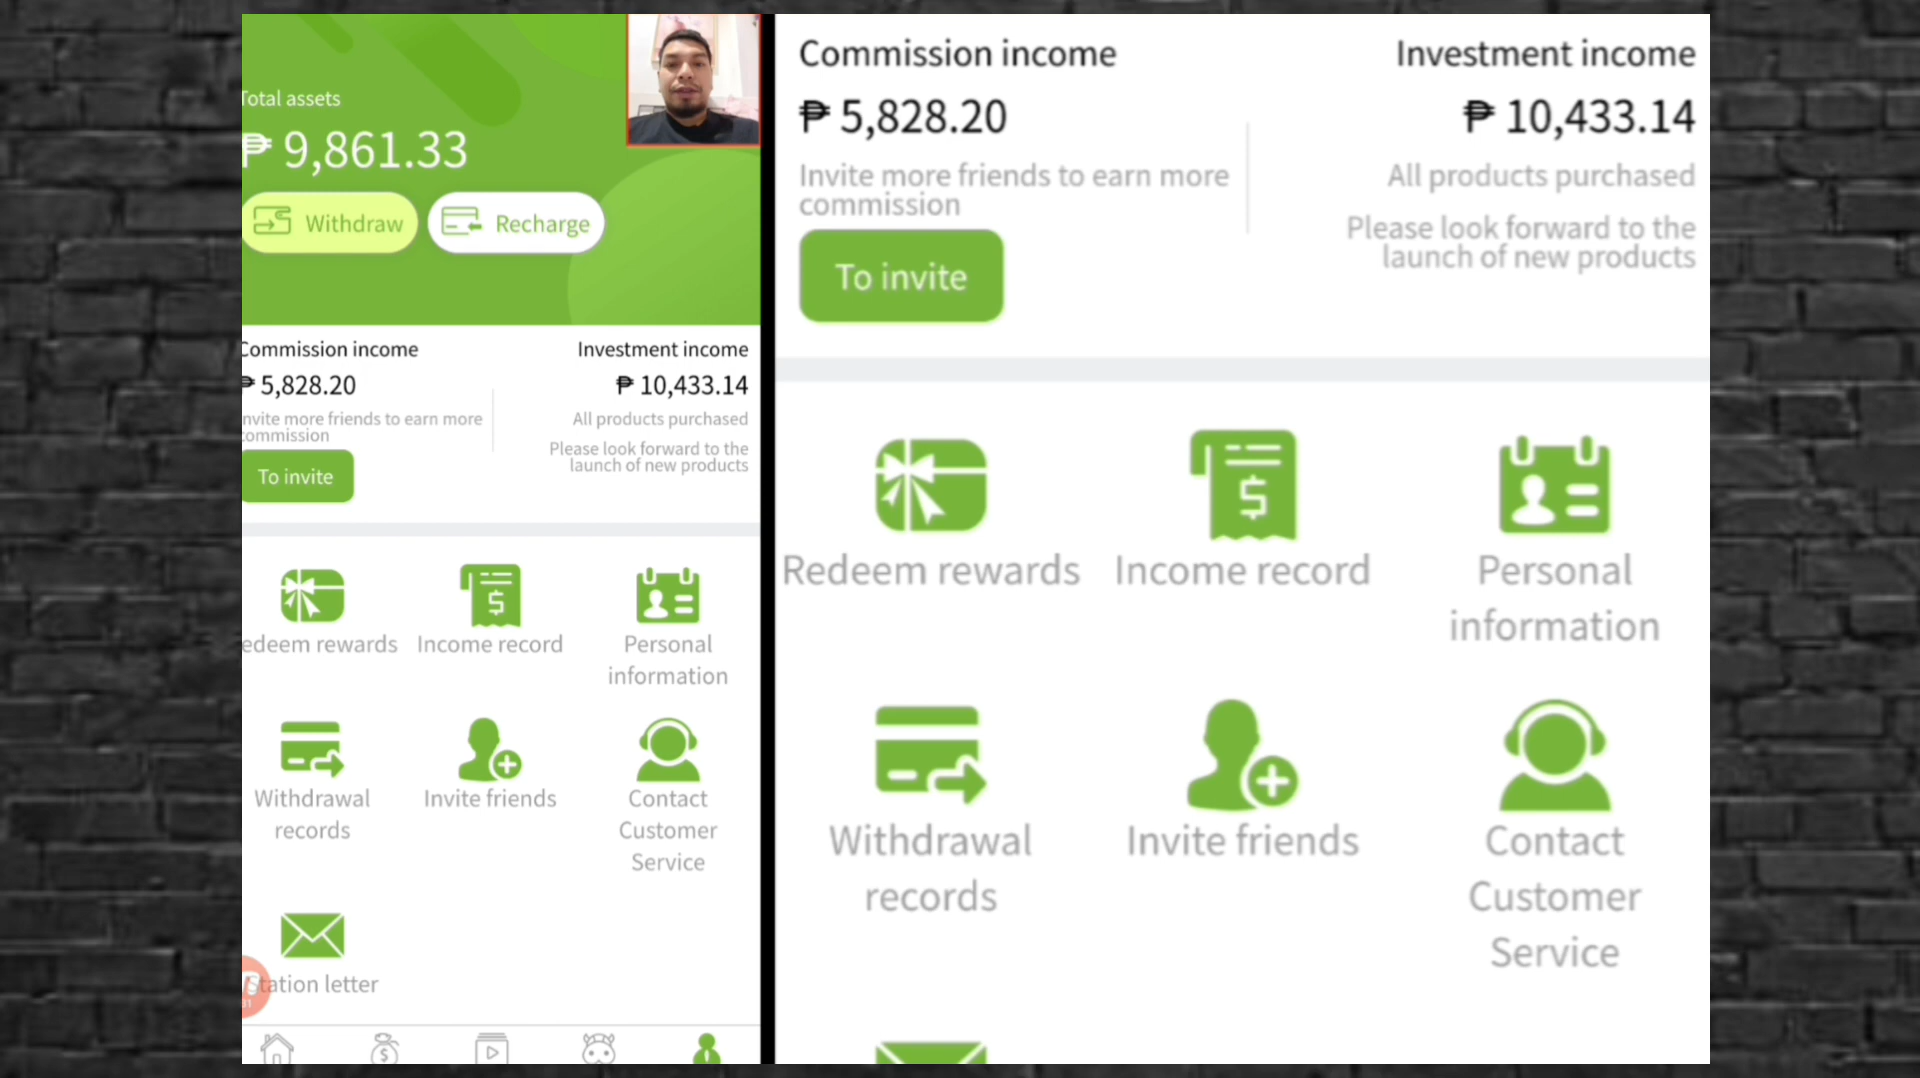 Total assets
₱ 9,861.33
Withdraw
Recharge
Commission income
Investment income
₱ 5,828.20
₱ 10,433.14
Invite more friends to earn more
commission
All products purchased
Please look forward to the
launch of new products
To invite
edeem rewards
Income record
Personal
information
Withdrawal
records
Invite friends
Contact
Customer
Service
Station letter
Commission income
Investment income
₱ 5,828.20
₱ 10,433.14
Invite more friends to earn more
commission
All products purchased
Please look forward to the
launch of new products
To invite
Redeem rewards
Income record
Personal
information
Withdrawal
records
Invite friends
Contact
Customer
Service